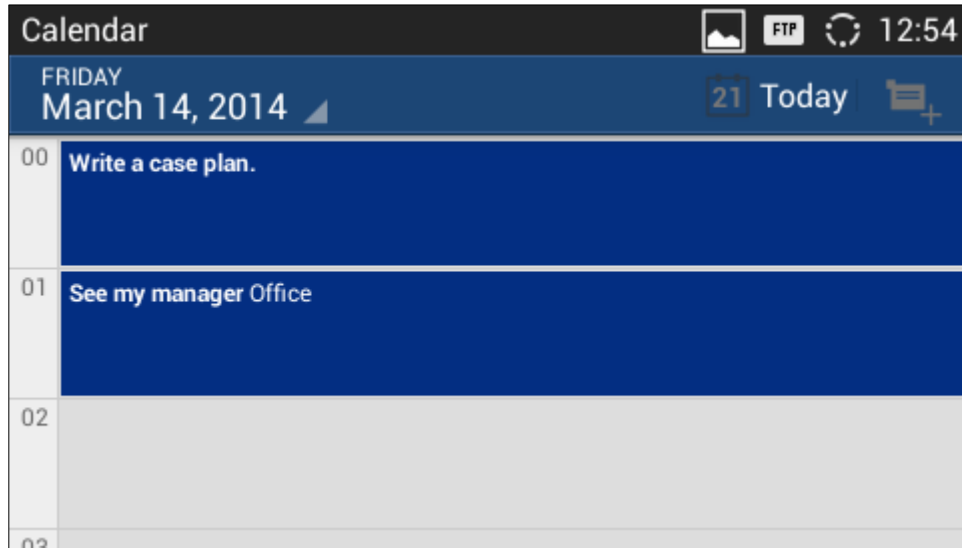 Calendar FTP 12:54
FRIDAY
March 14, 2014 21 Today
00 Write a case plan.
01 See my manager Office
02
03